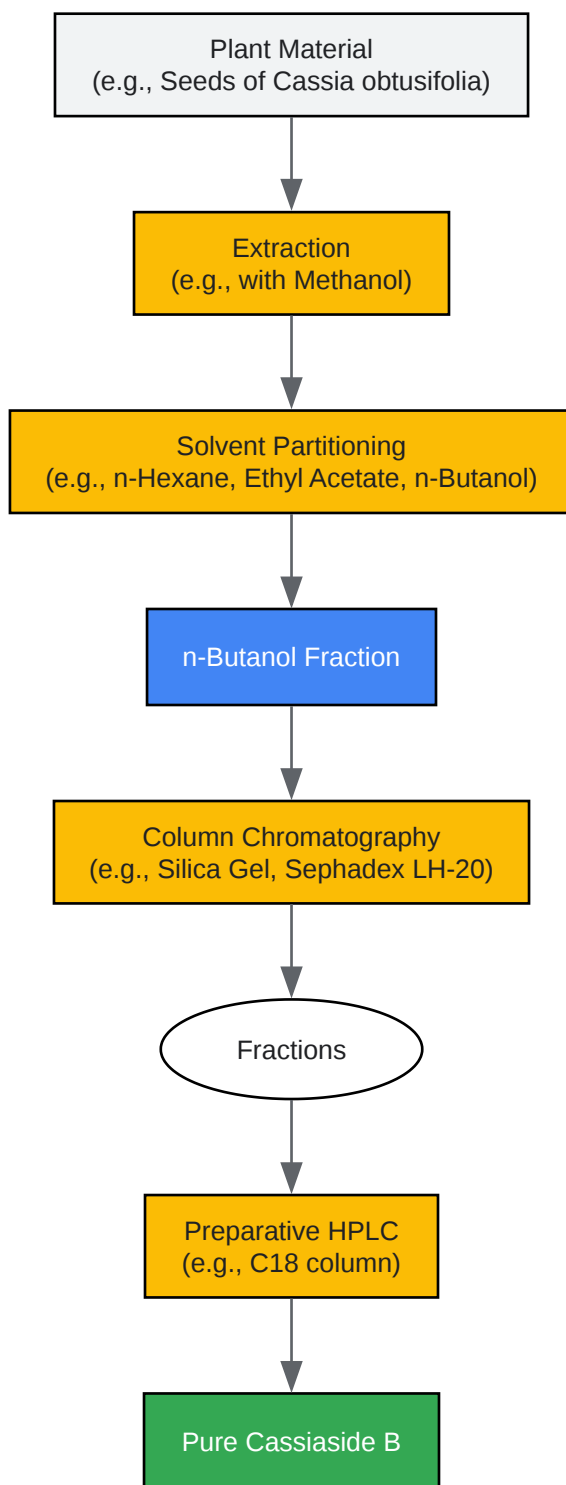 Plant Material
(e.g., Seeds of Cassia obtusifolia)
Extraction
(e.g., with Methanol)
Solvent Partitioning
(e.g., n-Hexane, Ethyl Acetate, n-Butanol)
n-Butanol Fraction
Column Chromatography
(e.g., Silica Gel, Sephadex LH-20)
Fractions
Preparative HPLC
(e.g., C18 column)
Pure Cassiaside B